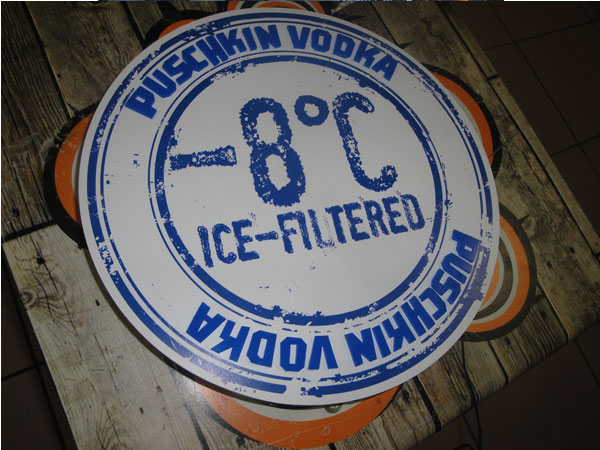 PUSCHKIN VODKA
-8°C
ICE-FILTERED
PUSCHKIN VODKA